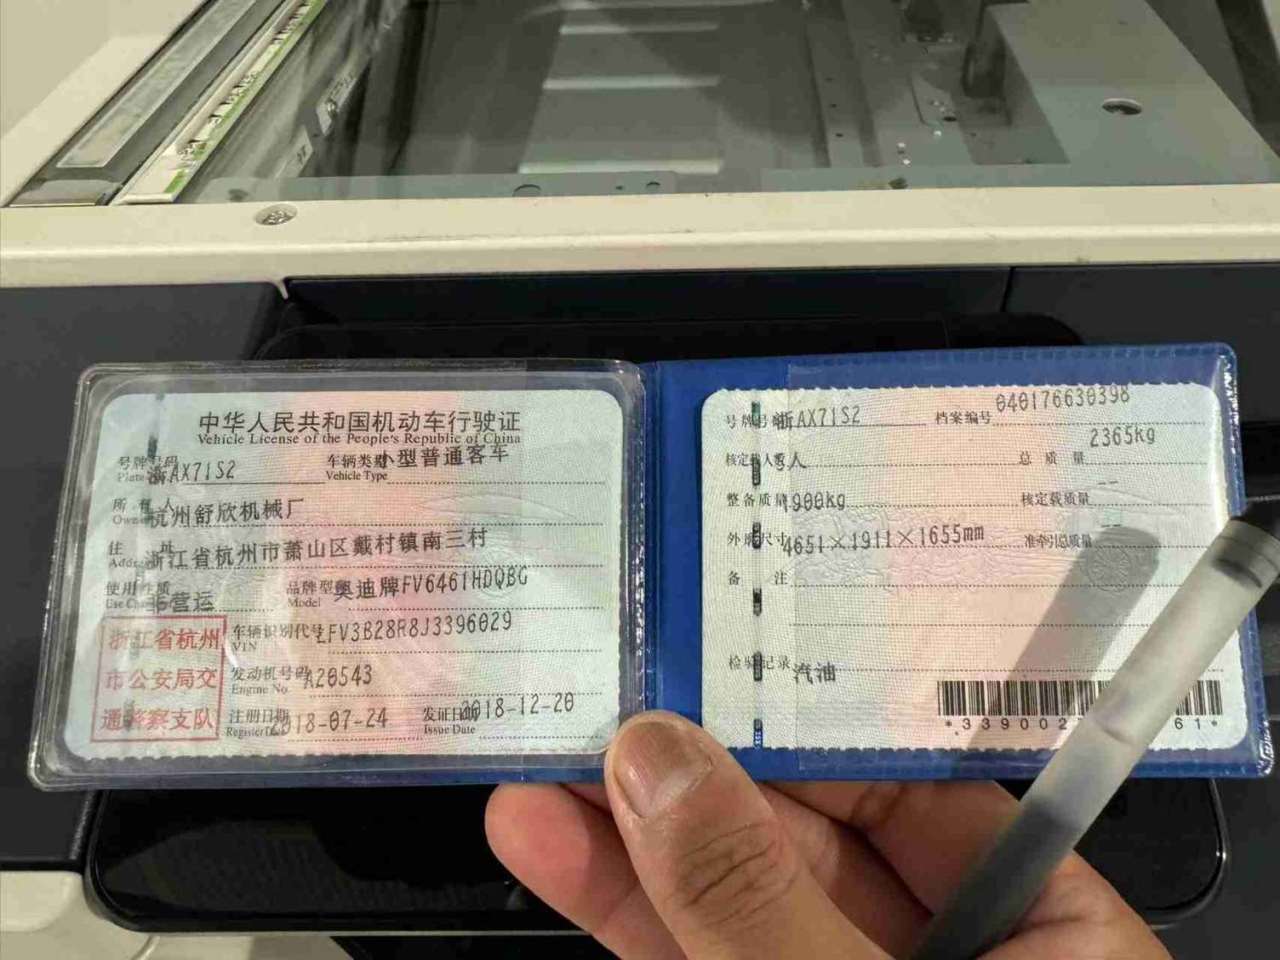 中华人民共和国机动车行驶证
Vehicle License of the People's Republic of China
号牌号码 浙AX71S2 车辆类型 小型普通客车
Plate Vehicle Type
所有人 杭州舒欣机械厂
Owner
住址 浙江省杭州市萧山区戴村镇南三村
使用性质 非营运 品牌型号 奥迪牌FV6461HDQBG
Use Model
浙江省杭州
市公安局交
通警察支队
车辆识别代号 LFV3B28R8J3396029
VIN
发动机号码 A20543
Engine No.
注册日期 2018-07-24 发证日期 2018-12-20
Register Issue Date
号牌号码 浙AX71S2 档案编号 040176630398
核定载人数 5人 总质量 2365kg
整备质量 1900kg 核定载质量 --
外廓尺寸 4651×1911×1655mm 准牵引总质量 --
备注
检验记录 汽油
*339002 61*